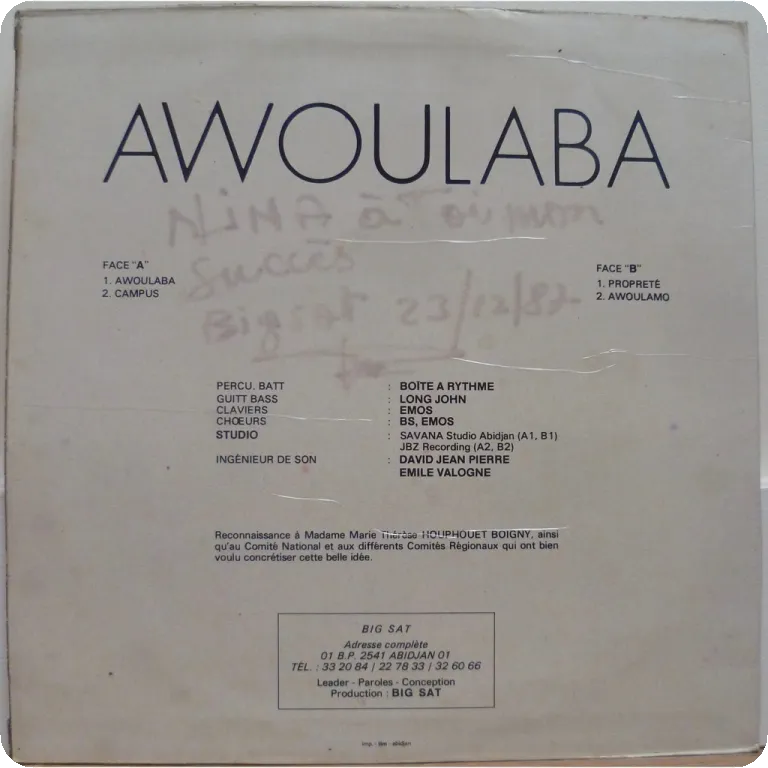 AWOULABA
NINA à Toi mon
Succès
Bigsat 23/12/87
FACE "A"
1. AWOULABA
2. CAMPUS
FACE "B"
1. PROPRETÉ
2. AWOULAMO
PERCU. BATT : BOÎTE A RYTHME
GUITT BASS : LONG JOHN
CLAVIERS : EMOS
CHŒURS : BS, EMOS
STUDIO : SAVANA Studio Abidjan (A1, B1)
JBZ Recording (A2, B2)
INGÉNIEUR DE SON : DAVID JEAN PIERRE
EMILE VALOGNE
Reconnaissance à Madame Marie Thérèse HOUPHOUET BOIGNY, ainsi
qu'au Comité National et aux différents Comités Régionaux qui ont bien
voulu concrétiser cette belle idée.
BIG SAT
Adresse complète
01 B.P. 2541 ABIDJAN 01
TÉL. : 33 20 84 / 22 78 33 / 32 60 66
Leader - Paroles - Conception
Production : BIG SAT